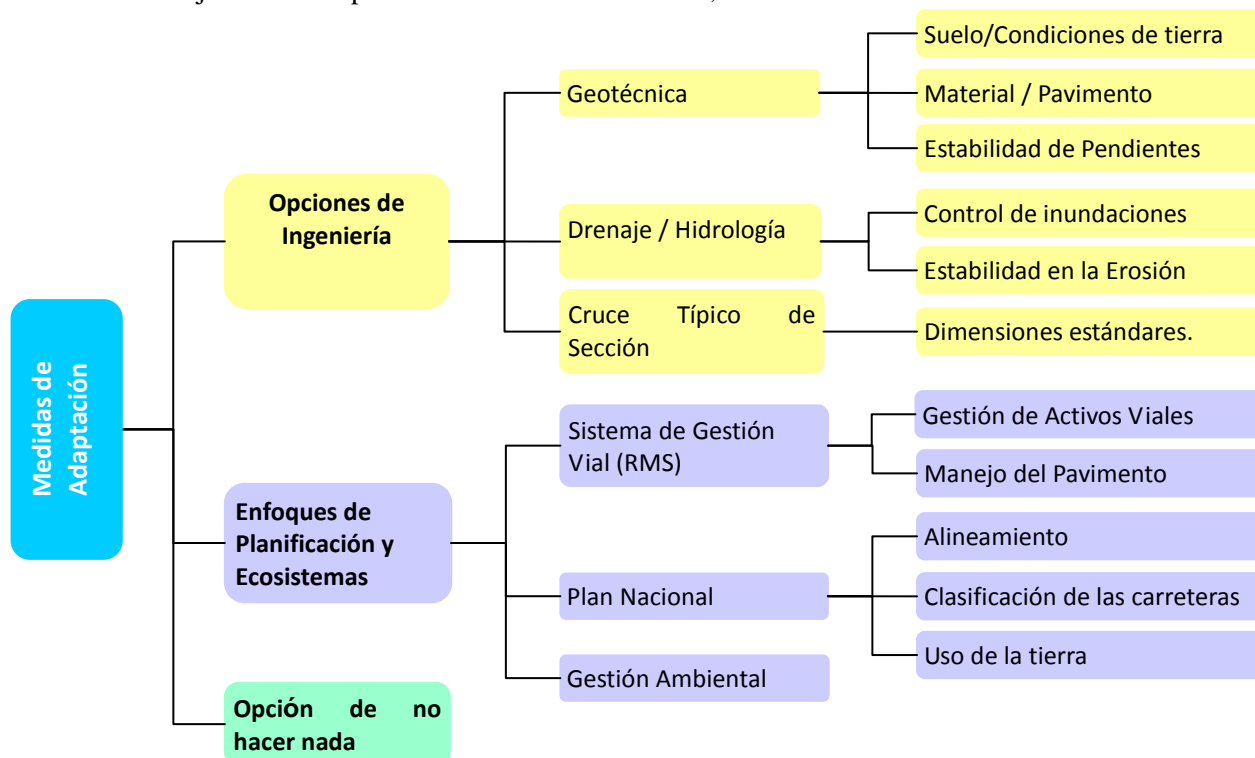 Suelo/Condiciones de tierra
Geotécnica
Material / Pavimento
Estabilidad de Pendientes
Opciones de
Ingeniería
Control de inundaciones
Drenaje / Hidrología
Estabilidad en la Erosión
Cruce Típico de
Sección
Dimensiones estándares.
Medidas de
Adaptación
Sistema de Gestión
Vial (RMS)
Gestión de Activos Viales
Manejo del Pavimento
Enfoques de
Planificación y
Ecosistemas
Alineamiento
Plan Nacional
Clasificación de las carreteras
Uso de la tierra
Gestión Ambiental
Opción de no
hacer nada